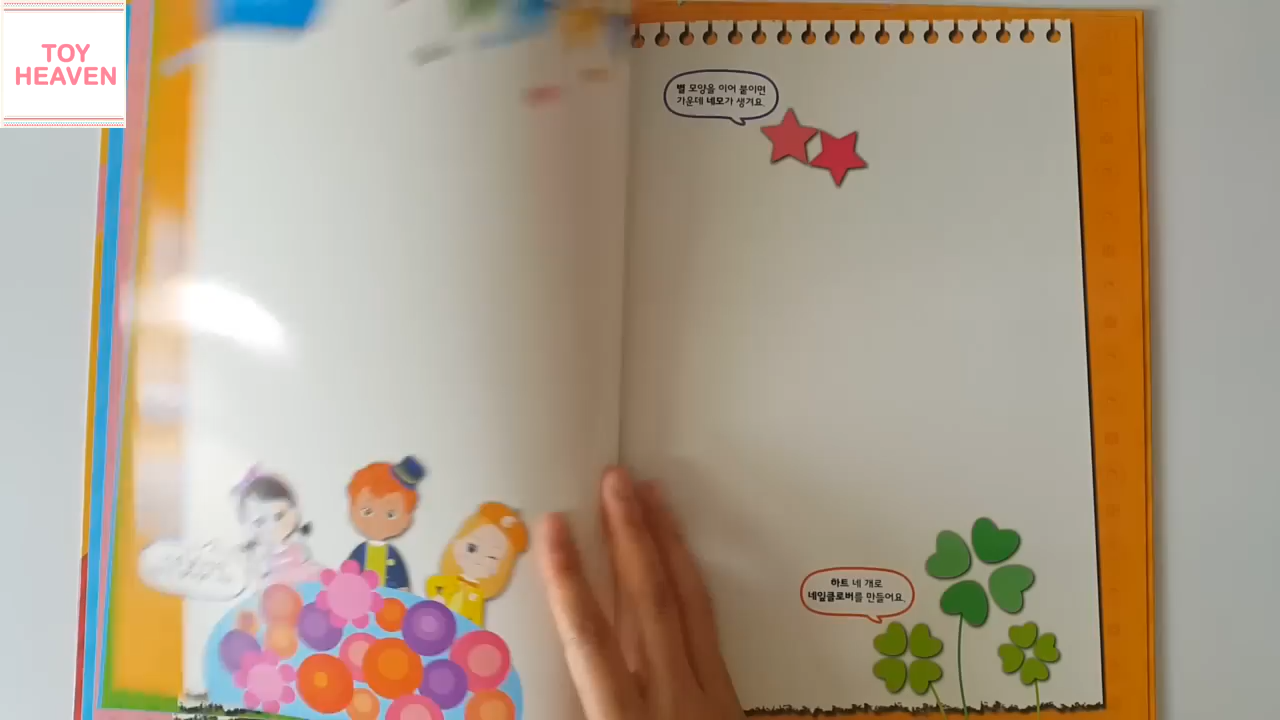 TOY
HEAVEN
별 모양을 이어 붙이면
가운데 네모가 생겨요.
하트 네 개로
네잎클로버를 만들어요.